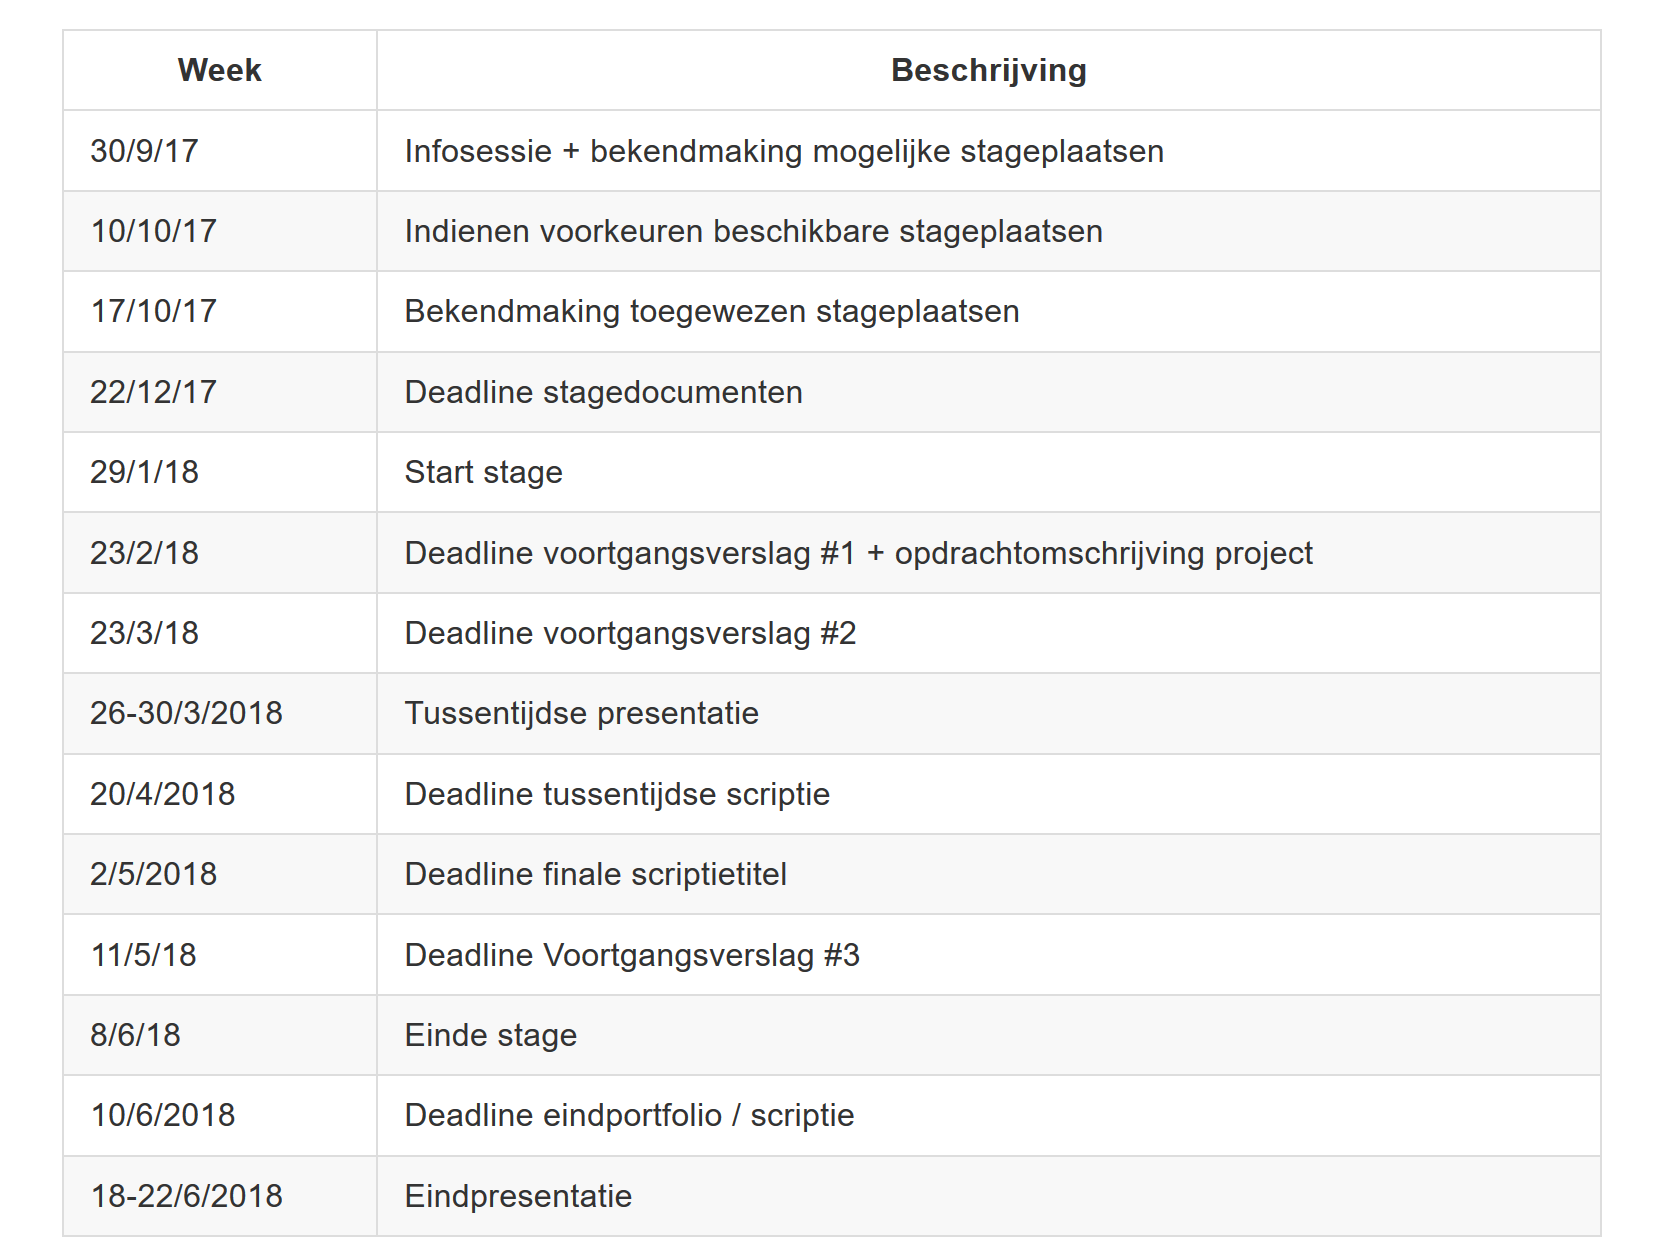 Week Beschrijving
30/9/17 Infosessie + bekendmaking mogelijke stageplaatsen
10/10/17 Indienen voorkeuren beschikbare stageplaatsen
17/10/17 Bekendmaking toegewezen stageplaatsen
22/12/17 Deadline stagedocumenten
29/1/18 Start stage
23/2/18 Deadline voortgangsverslag #1 + opdrachtomschrijving project
23/3/18 Deadline voortgangsverslag #2
26-30/3/2018 Tussentijdse presentatie
20/4/2018 Deadline tussentijdse scriptie
2/5/2018 Deadline finale scriptietitel
11/5/18 Deadline Voortgangsverslag #3
8/6/18 Einde stage
10/6/2018 Deadline eindportfolio / scriptie
18-22/6/2018 Eindpresentatie